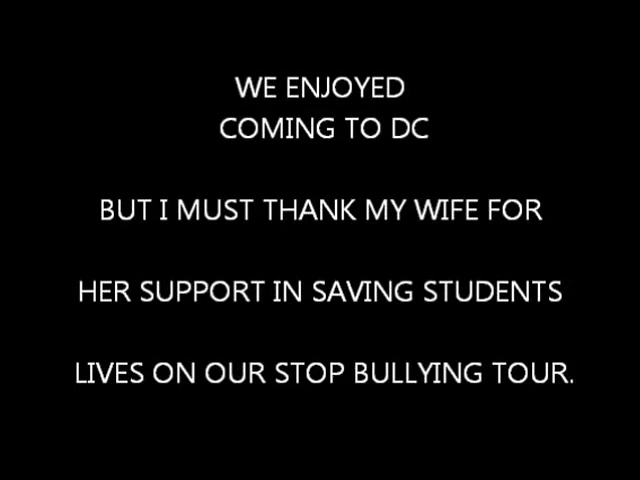 WE ENJOYED
COMING TO DC
BUT I MUST THANK MY WIFE FOR
HER SUPPORT IN SAVING STUDENTS
LIVES ON OUR STOP BULLYING TOUR.